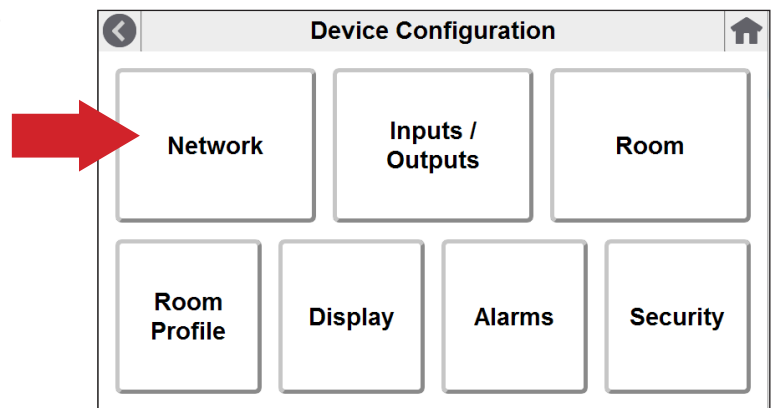 Device Configuration
Network
Inputs /
Outputs
Room
Room
Profile
Display
Alarms
Security